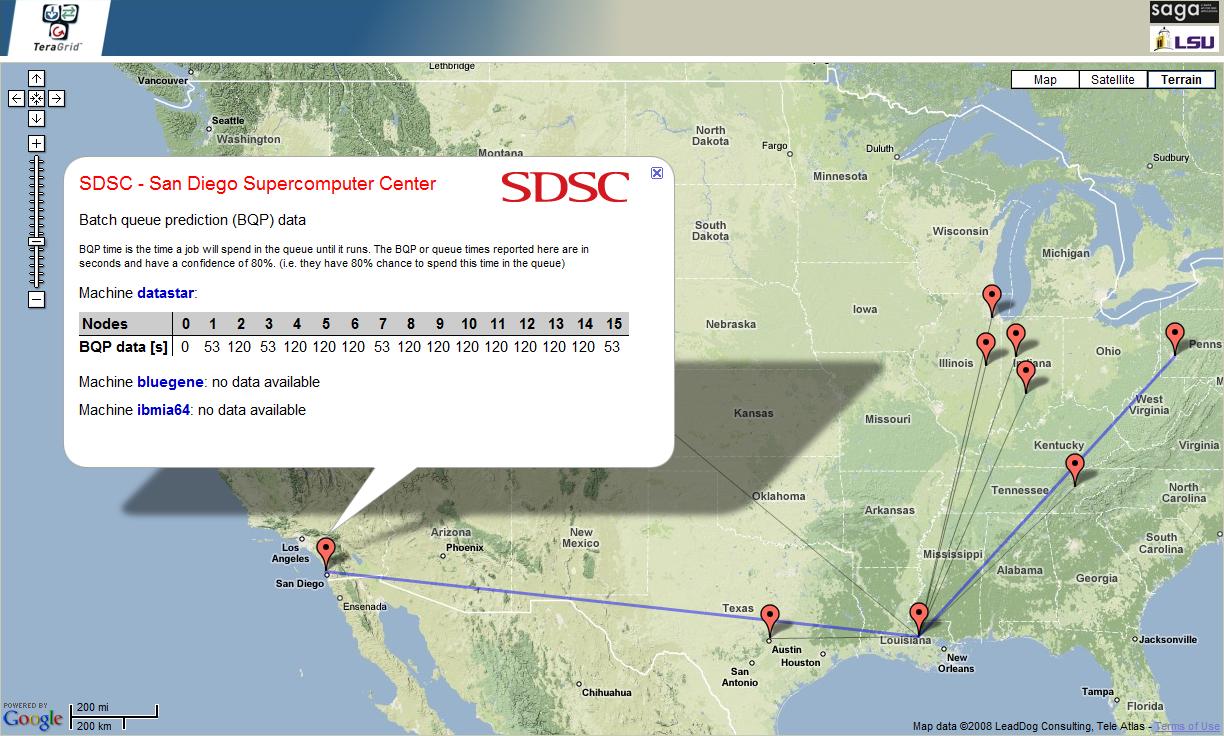 TeraGrid™
saga
LSU
Map
Satellite
Terrain
SDSC - San Diego Supercomputer Center
SDSC
Batch queue prediction (BQP) data
BQP time is the time a job will spend in the queue until it runs. The BQP or queue times reported here are in
seconds and have a confidence of 80%. (i.e. they have 80% chance to spend this time in the queue)
Machine datastar:
Nodes 0 1 2 3 4 5 6 7 8 9 10 11 12 13 14 15
BQP data [s] 0 53 120 53 120 120 120 53 120 120 120 120 120 120 120 53
Machine bluegene: no data available
Machine ibmia64: no data available
Lethbridge
Vancouver
Seattle
Washington
Montana
North
Dakota
Fargo
Duluth
Sudbury
Minnesota
South
Dakota
Wisconsin
Michigan
Iowa
Nebraska
Illinois
Indiana
Ohio
Penns
Kansas
Missouri
West
Virginia
Kentucky
Virginia
Oklahoma
Tennessee
North
Carolina
Arkansas
Los
Angeles
Arizona
Phoenix
New
Mexico
Mississippi
South
Carolina
Alabama
Georgia
San Diego
Ensenada
Texas
Louisiana
Austin
Houston
New
Orleans
Jacksonville
San
Antonio
Chihuahua
Tampa
Florida
POWERED BY
Google
200 mi
200 km
Map data ©2008 LeadDog Consulting, Tele Atlas - Terms of Use